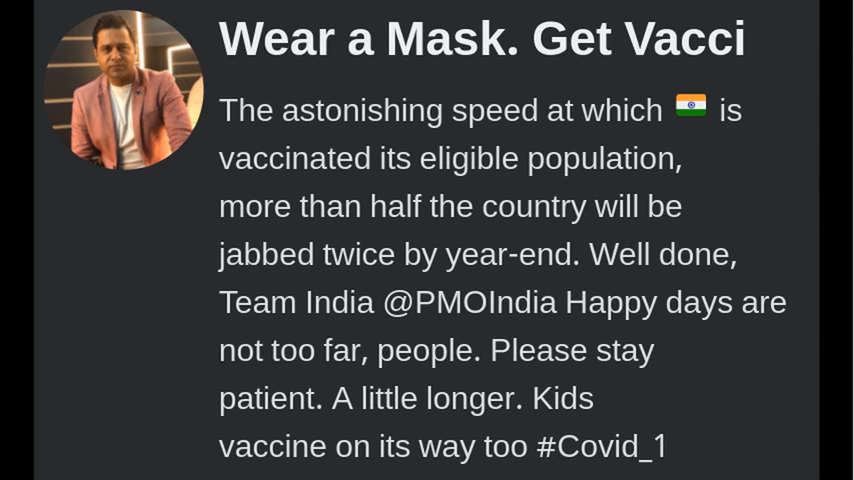 Wear a Mask. Get Vacci
The astonishing speed at which 🇮🇳 is
vaccinated its eligible population,
more than half the country will be
jabbed twice by year-end. Well done,
Team India @PMOIndia Happy days are
not too far, people. Please stay
patient. A little longer. Kids
vaccine on its way too #Covid_1